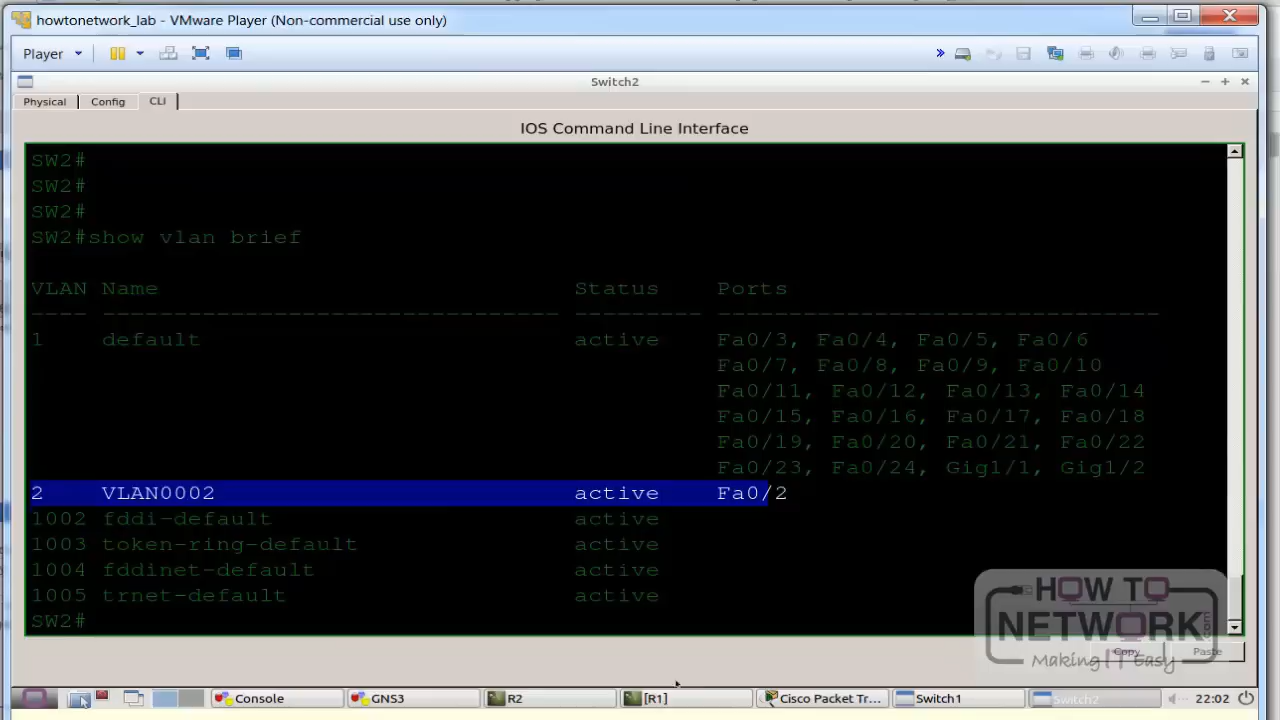 howtonetwork_lab - VMware Player (Non-commercial use only)
Player
Switch2
Physical Config CLI
IOS Command Line Interface
SW2#
SW2#
SW2#
SW2#show vlan brief
VLAN Name Status Ports
---- -------------------------------- --------- -------------------------------
1 default active Fa0/3, Fa0/4, Fa0/5, Fa0/6
Fa0/7, Fa0/8, Fa0/9, Fa0/10
Fa0/11, Fa0/12, Fa0/13, Fa0/14
Fa0/15, Fa0/16, Fa0/17, Fa0/18
Fa0/19, Fa0/20, Fa0/21, Fa0/22
Fa0/23, Fa0/24, Gig1/1, Gig1/2
2 VLAN0002 active Fa0/2
1002 fddi-default active
1003 token-ring-default active
1004 fddinet-default active
1005 trnet-default active
SW2#
HOW TO
NETWORK.com
Making IT Easy
Copy Paste
Console GNS3 R2 [R1] Cisco Packet Tr... Switch1 Switch2 22:02